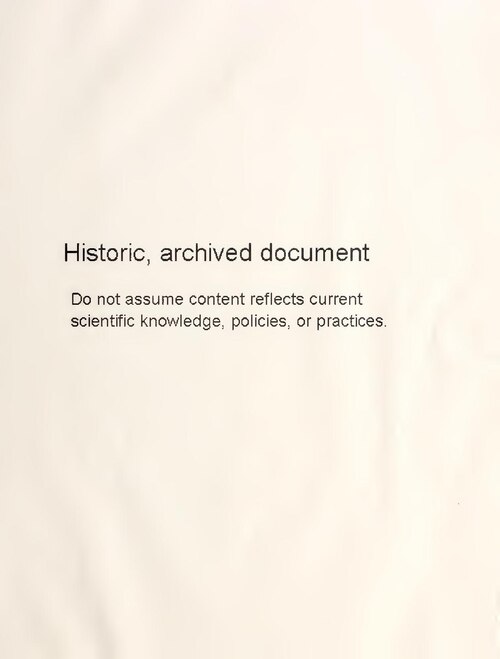 Historic, archived document
Do not assume content reflects current
scientific knowledge, policies, or practices.